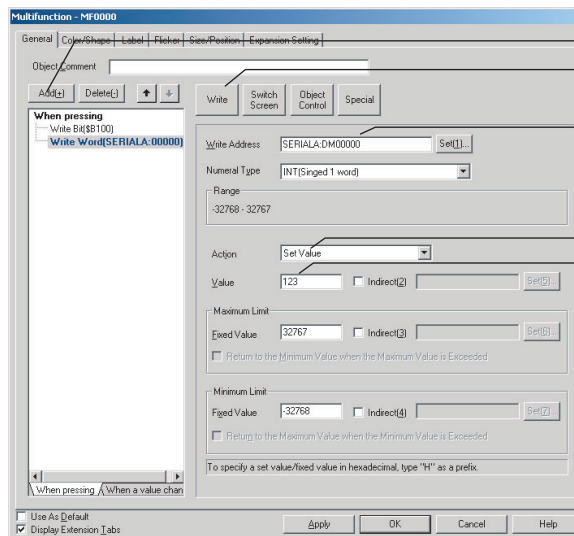 Multifunction - MF0000
General Color/Shape Label Flicker Size/Position Expansion Setting
Object Comment
Add(+) Delete(-)
Write Switch Screen Object Control Special
When pressing
Write Bit($B100)
Write Word(SERIALA:00000)
Write Address SERIALA:DM00000 Set(1)...
Numeral Type INT(Singed 1 word)
Range
-32768 - 32767
Action Set Value
Value 123 Indirect(2) Set(5)...
Maximum Limit
Fixed Value 32767 Indirect(3) Set(6)...
Return to the Minimum Value when the Maximum Value is Exceeded
Minimum Limit
Fixed Value -32768 Indirect(4) Set(7)...
Return to the Maximum Value when the Minimum Value is Exceeded
To specify a set value/fixed value in hexadecimal, type "H" as a prefix.
When pressing When a value chan
Use As Default
Display Extension Tabs
Apply OK Cancel Help